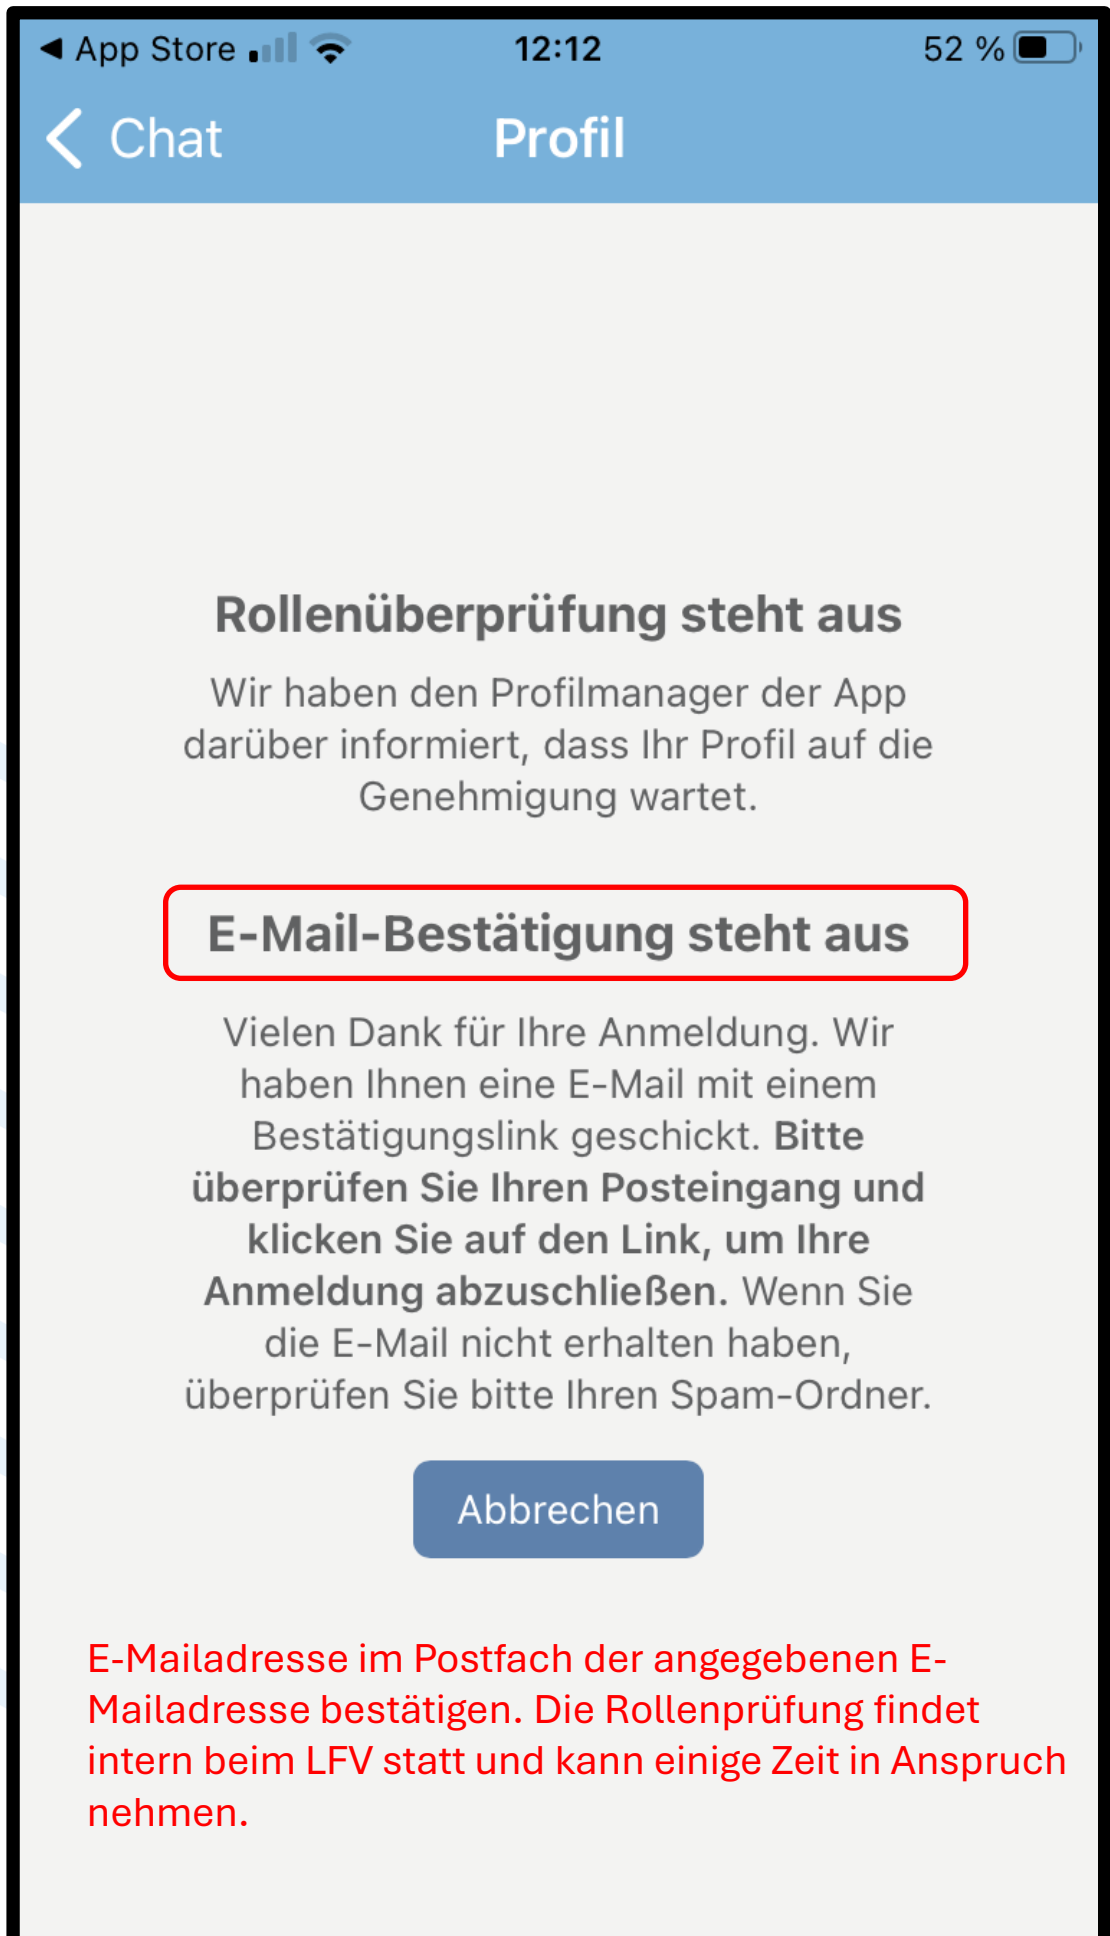 ◀ App Store 12:12 52 %
Chat Profil
Rollenüberprüfung steht aus
Wir haben den Profilmanager der App
darüber informiert, dass Ihr Profil auf die
Genehmigung wartet.
E-Mail-Bestätigung steht aus
Vielen Dank für Ihre Anmeldung. Wir
haben Ihnen eine E-Mail mit einem
Bestätigungslink geschickt. Bitte
überprüfen Sie Ihren Posteingang und
klicken Sie auf den Link, um Ihre
Anmeldung abzuschließen. Wenn Sie
die E-Mail nicht erhalten haben,
überprüfen Sie bitte Ihren Spam-Ordner.
Abbrechen
E-Mailadresse im Postfach der angegebenen E-
Mailadresse bestätigen. Die Rollenprüfung findet
intern beim LFV statt und kann einige Zeit in Anspruch
nehmen.